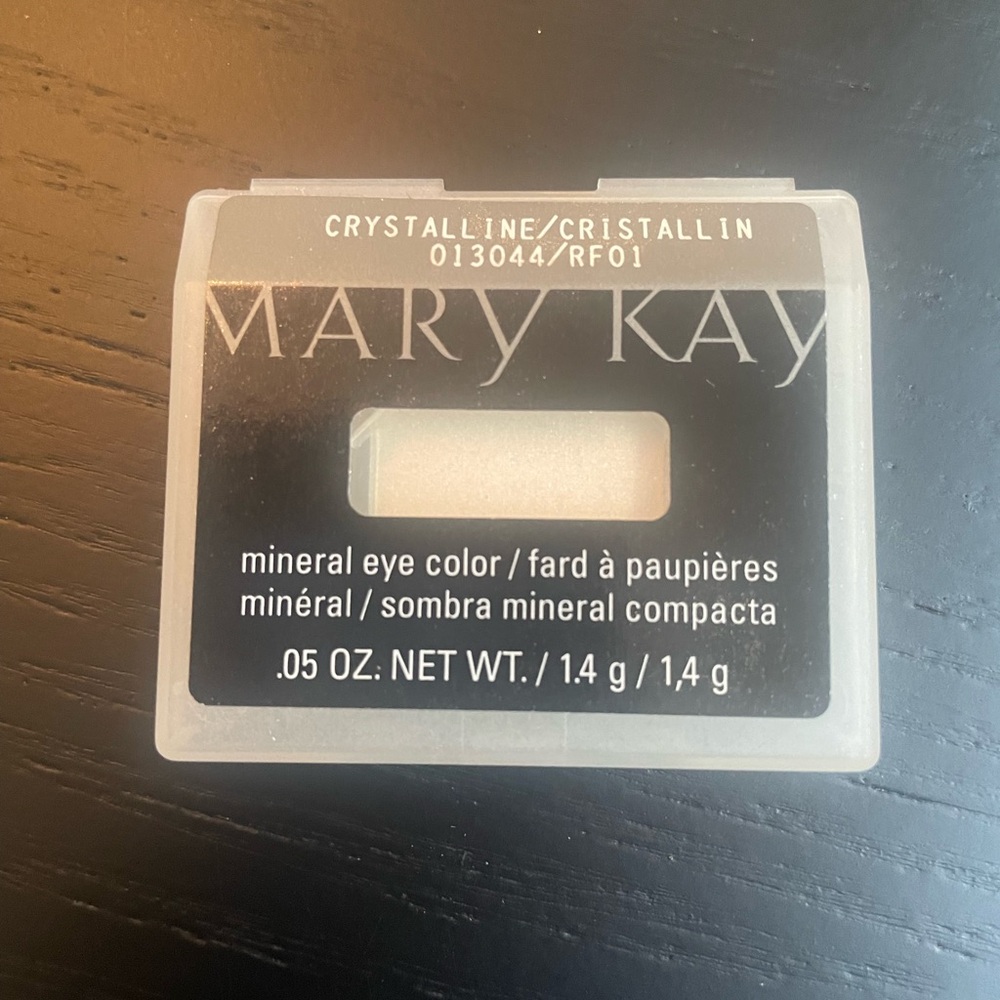 CRYSTALLINE/CRISTALLIN
013044/RF01
MARY KAY
mineral eye color / fard à paupières
minéral / sombra mineral compacta
.05 OZ. NET WT. / 1.4 g / 1,4 g